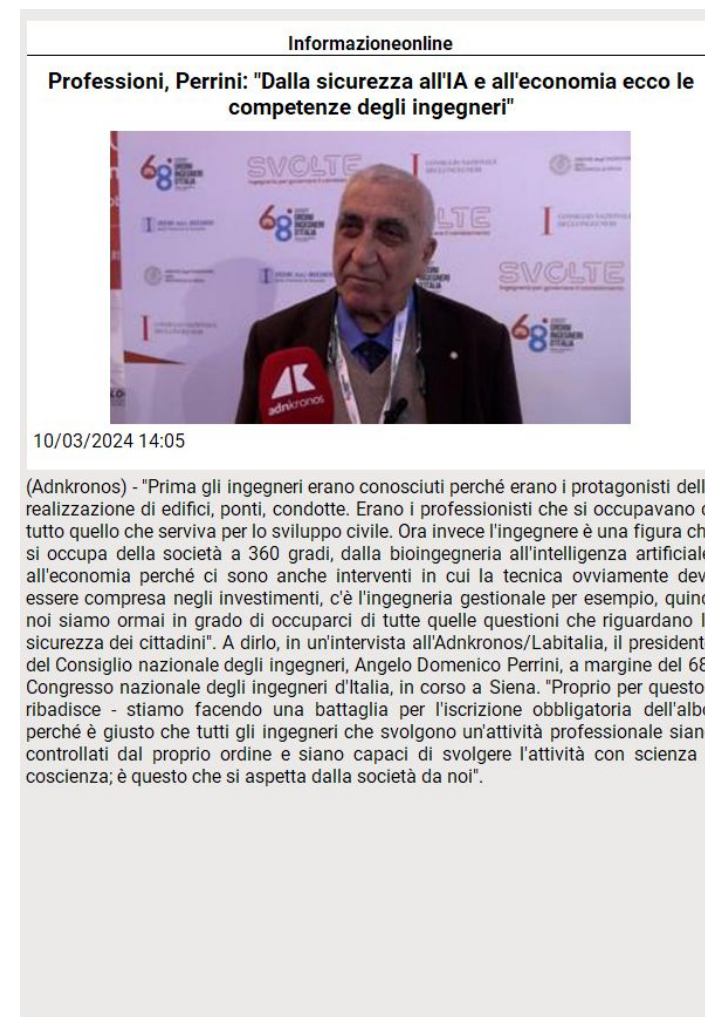 Informazioneonline
Professioni, Perrini: "Dalla sicurezza all'IA e all'economia ecco le
competenze degli ingegneri"
SVOLTE
68
adnkronos
10/03/2024 14:05
(Adnkronos) - "Prima gli ingegneri erano conosciuti perché erano i protagonisti dell
realizzazione di edifici, ponti, condotte. Erano i professionisti che si occupavano d
tutto quello che serviva per lo sviluppo civile. Ora invece l'ingegnere è una figura ch
si occupa della società a 360 gradi, dalla bioingegneria all'intelligenza artificiale
all'economia perché ci sono anche interventi in cui la tecnica ovviamente dev
essere compresa negli investimenti, c'è l'ingegneria gestionale per esempio, quind
noi siamo ormai in grado di occuparci di tutte quelle questioni che riguardano l
sicurezza dei cittadini". A dirlo, in un'intervista all'Adnkronos/Labitalia, il president
del Consiglio nazionale degli ingegneri, Angelo Domenico Perrini, a margine del 68
Congresso nazionale degli ingegneri d'Italia, in corso a Siena. "Proprio per questo
ribadisce - stiamo facendo una battaglia per l'iscrizione obbligatoria dell'alb
perché è giusto che tutti gli ingegneri che svolgono un'attività professionale sian
controllati dal proprio ordine e siano capaci di svolgere l'attività con scienza
coscienza; è questo che si aspetta dalla società da noi".